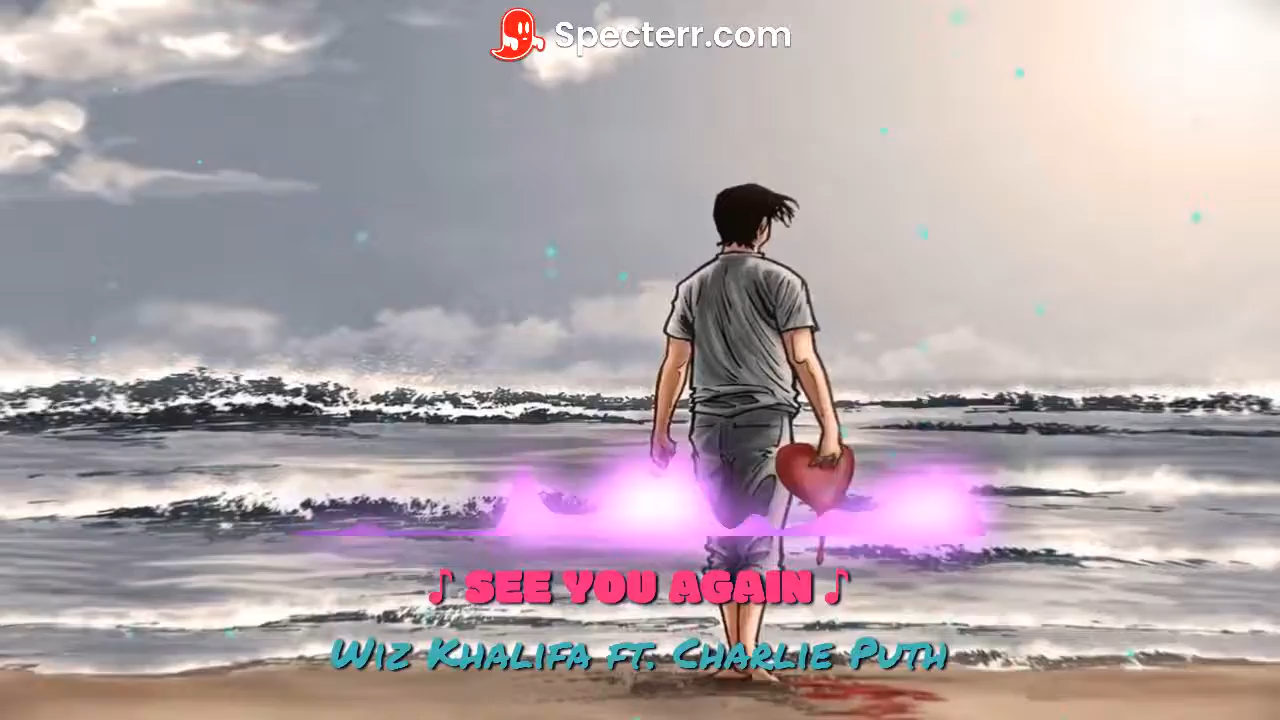 Specterr.com
♪ SEE YOU AGAIN ♪
Wiz Khalifa ft. Charlie Puth